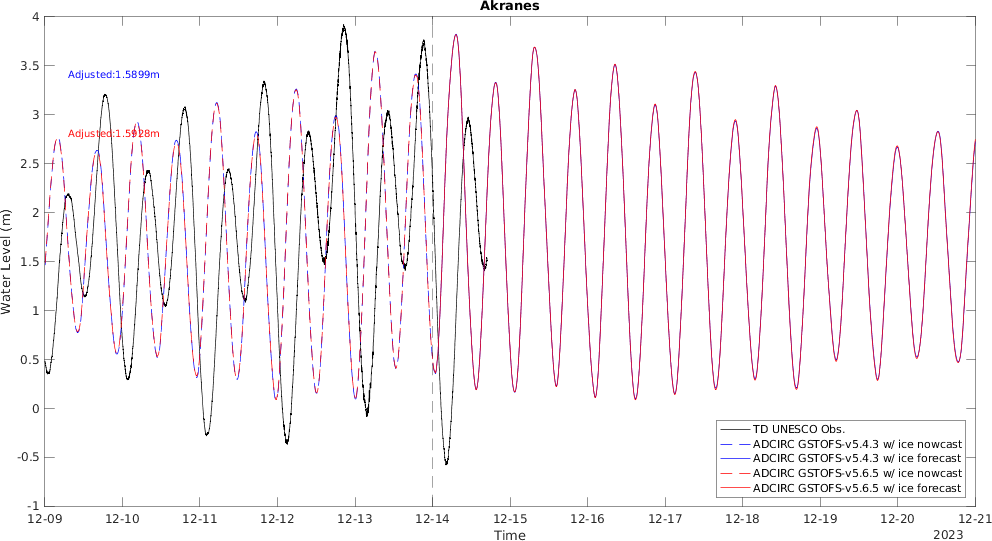 Akranes
4
3.5
3
2.5
2
1.5
1
0.5
0
-0.5
-1
Water Level (m)
Adjusted:1.5899m
Adjusted:1.5928m
TD UNESCO Obs.
ADCIRC GSTOFS-v5.4.3 w/ ice nowcast
ADCIRC GSTOFS-v5.4.3 w/ ice forecast
ADCIRC GSTOFS-v5.6.5 w/ ice nowcast
ADCIRC GSTOFS-v5.6.5 w/ ice forecast
12-09 12-10 12-11 12-12 12-13 12-14 12-15 12-16 12-17 12-18 12-19 12-20 12-21
Time
2023